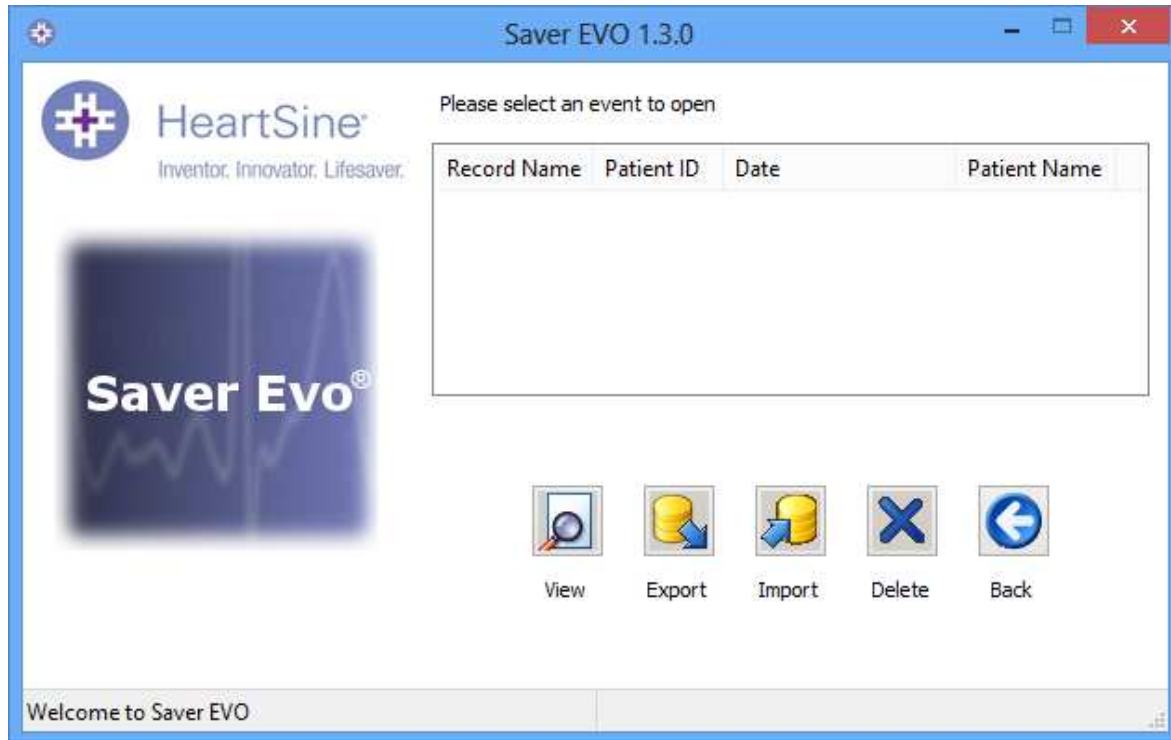 Saver EVO 1.3.0
HeartSine®
Inventor. Innovator. Lifesaver.
Please select an event to open
Record Name Patient ID Date Patient Name
Saver Evo®
View Export Import Delete Back
Welcome to Saver EVO